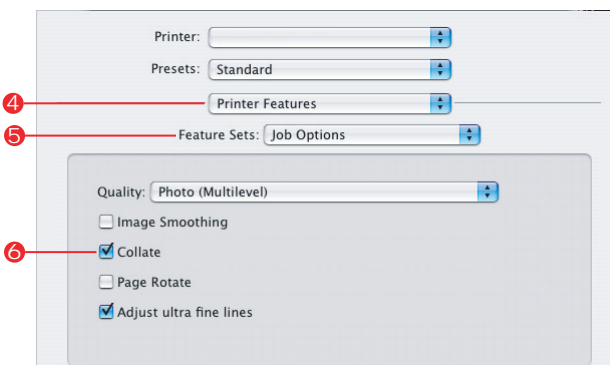 Printer:
Presets: Standard
4 Printer Features
5 Feature Sets: Job Options
Quality: Photo (Multilevel)
Image Smoothing
6 Collate
Page Rotate
Adjust ultra fine lines